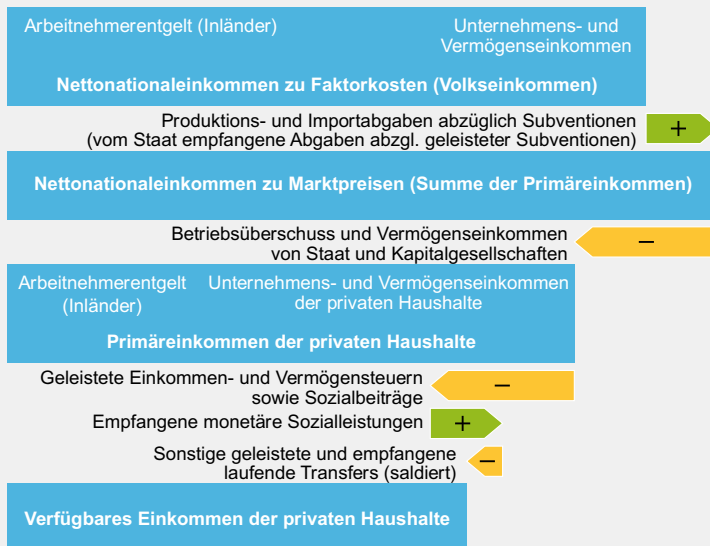 Arbeitnehmerentgelt (Inländer)
Unternehmens- und
Vermögenseinkommen
Nettonationaleinkommen zu Faktorkosten (Volkseinkommen)
Produktions- und Importabgaben abzüglich Subventionen
(vom Staat empfangene Abgaben abzgl. geleisteter Subventionen)
+
Nettonationaleinkommen zu Marktpreisen (Summe der Primäreinkommen)
Betriebsüberschuss und Vermögenseinkommen
von Staat und Kapitalgesellschaften
−
Arbeitnehmerentgelt
(Inländer)
Unternehmens- und Vermögenseinkommen
der privaten Haushalte
Primäreinkommen der privaten Haushalte
Geleistete Einkommen- und Vermögensteuern
sowie Sozialbeiträge
−
Empfangene monetäre Sozialleistungen
+
Sonstige geleistete und empfangene
laufende Transfers (saldiert)
−
Verfügbares Einkommen der privaten Haushalte